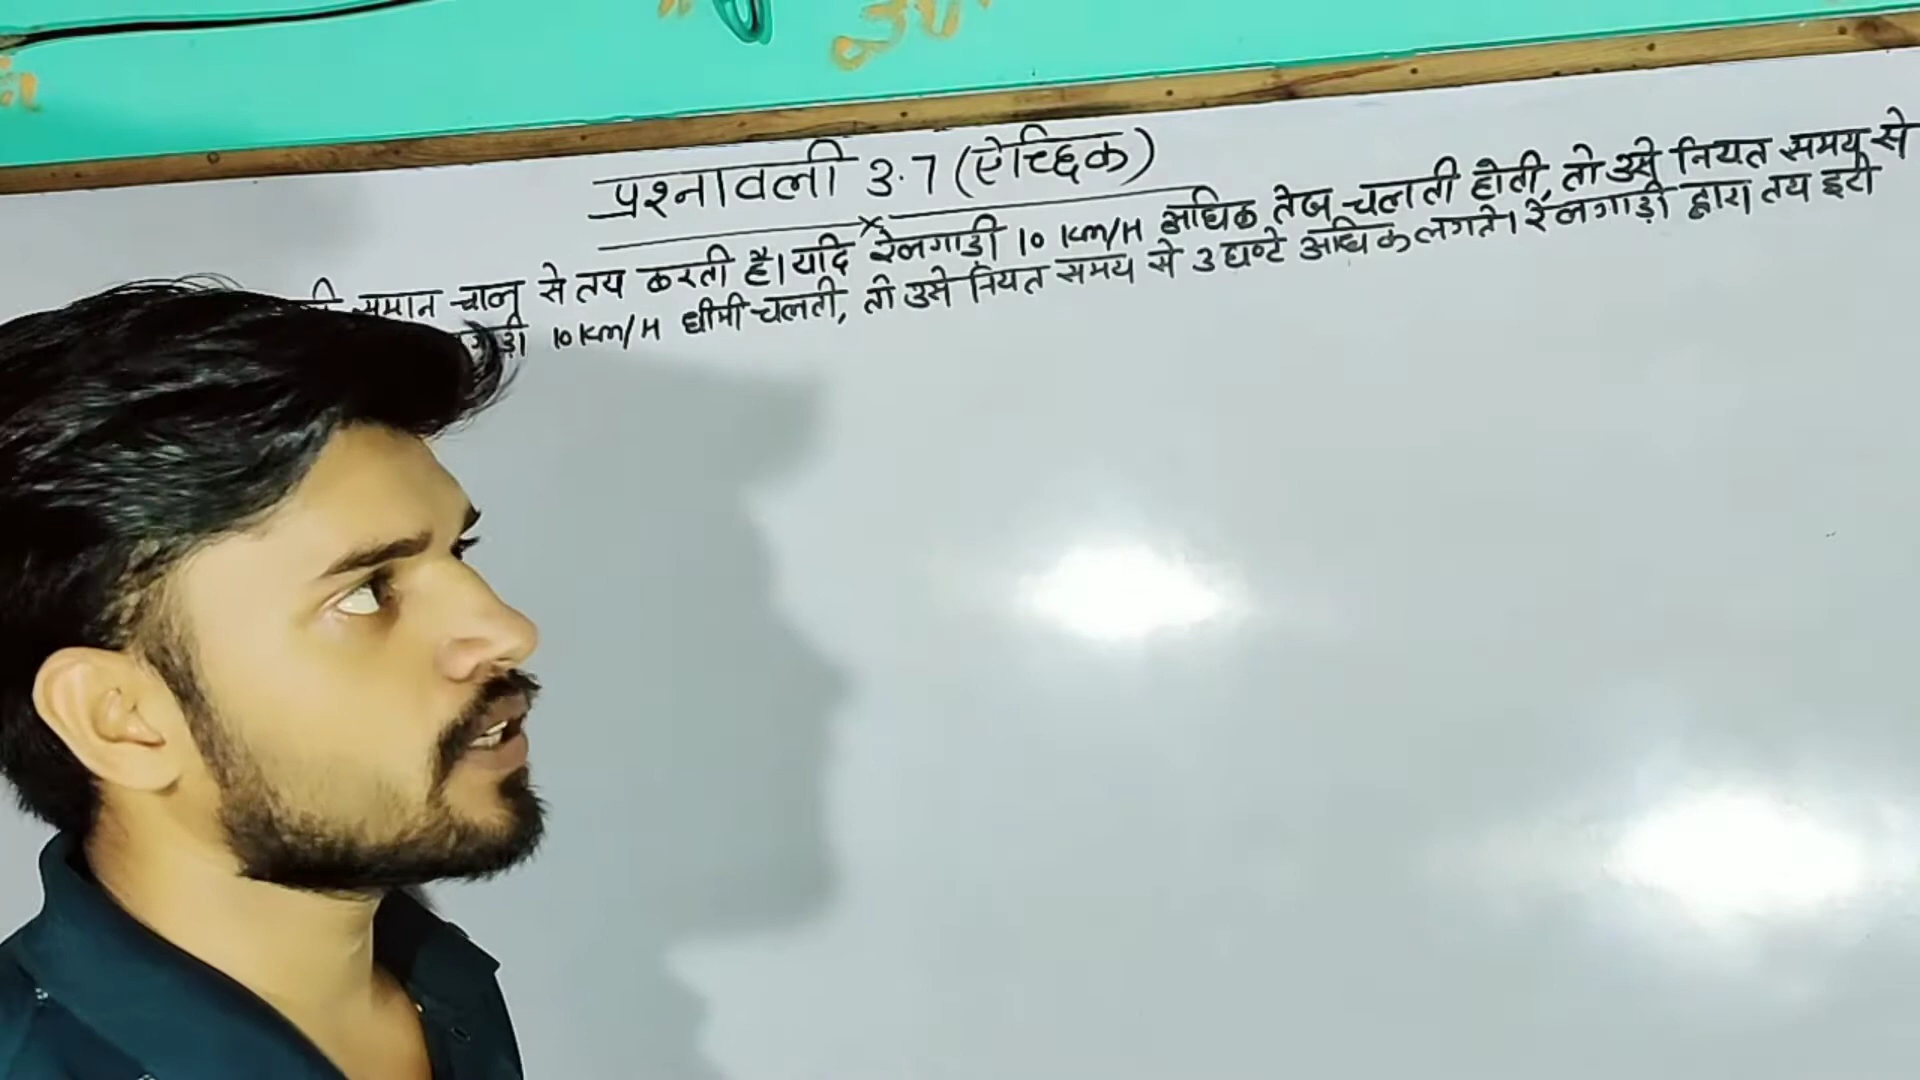 प्रश्नावली 3.7 (ऐच्छिक)
समान चाल से तय करती है। यदि रेलगाड़ी 10 km/H अधिक तेज चलती होती, तो उसे नियत समय से
10 km/H धीमी चलती, तो उसे नियत समय से 3 घण्टे अधिक लगते। रेलगाड़ी द्वारा तय दूरी